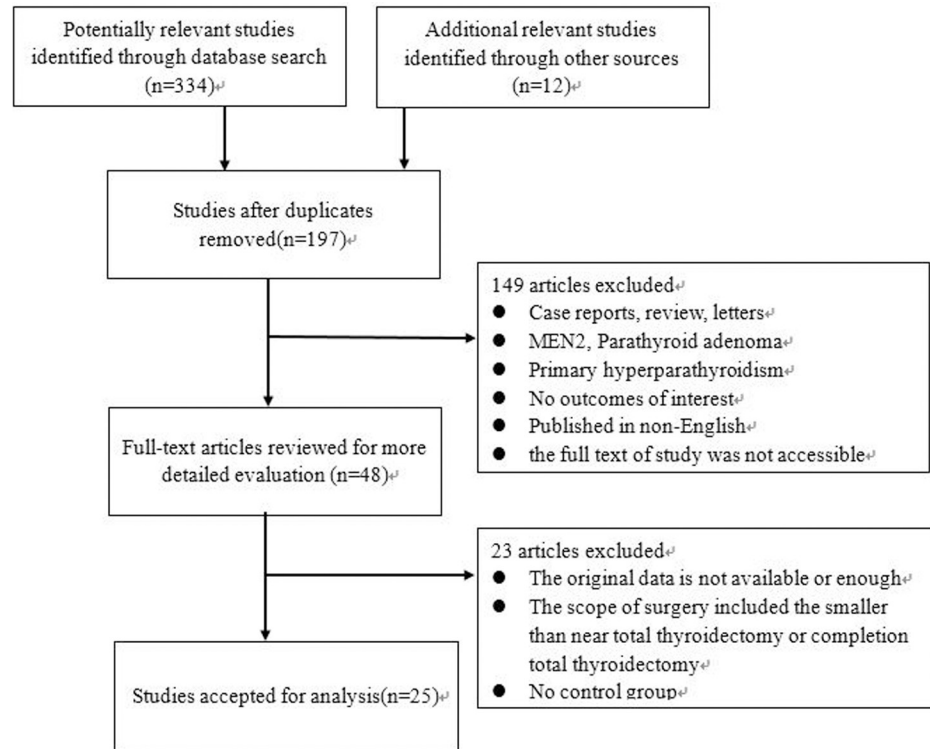 Potentially relevant studies
identified through database search
(n=334)↵
Additional relevant studies
identified through other sources
(n=12)↵
Studies after duplicates
removed(n=197)↵
149 articles excluded↵
● Case reports, review, letters↵
● MEN2, Parathyroid adenoma↵
● Primary hyperparathyroidism↵
● No outcomes of interest↵
● Published in non-English↵
● the full text of study was not accessible↵
Full-text articles reviewed for more
detailed evaluation (n=48)↵
23 articles excluded↵
● The original data is not available or enough↵
● The scope of surgery included the smaller
than near total thyroidectomy or completion
total thyroidectomy↵
● No control group↵
Studies accepted for analysis(n=25)↵